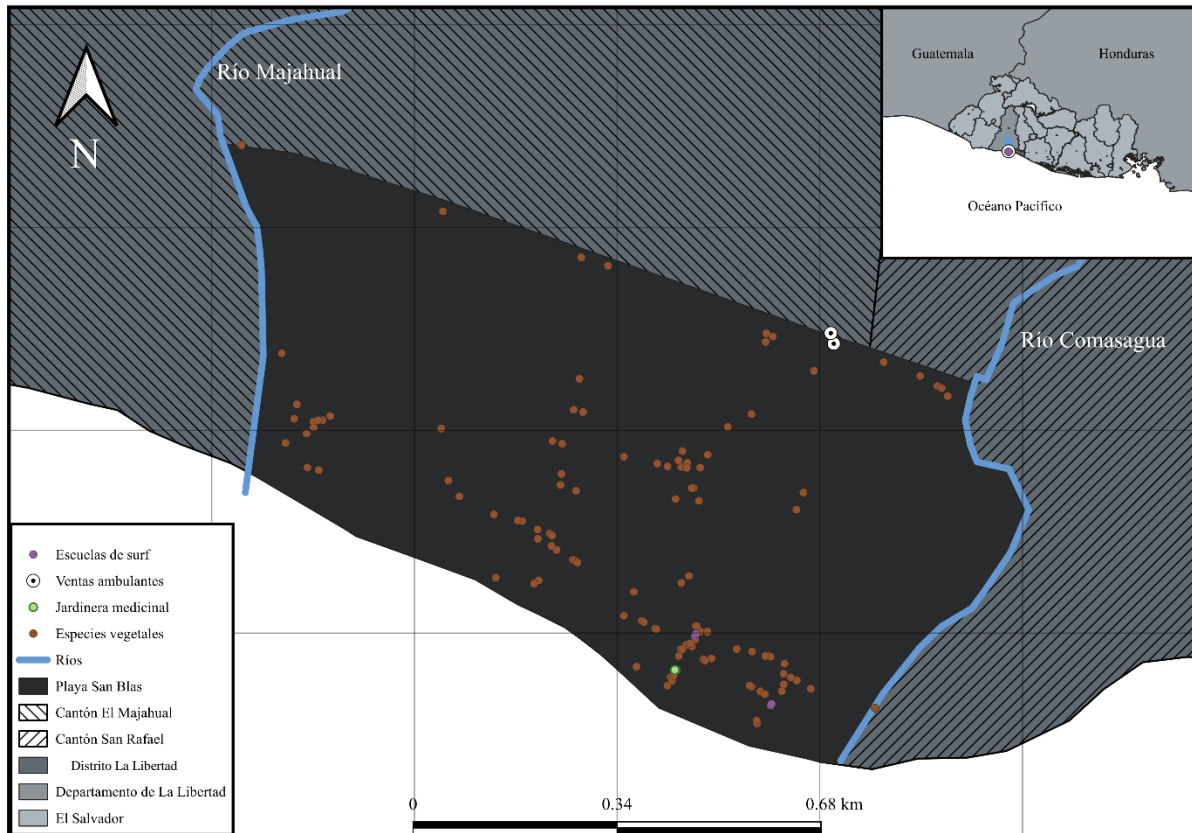 Río Majahual
N
Guatemala
Honduras
Océano Pacífico
Río Comasagua
Escuelas de surf
Ventas ambulantes
Jardinera medicinal
Especies vegetales
Ríos
Playa San Blas
Cantón El Majahual
Cantón San Rafael
Distrito La Libertad
Departamento de La Libertad
El Salvador
0 0.34 0.68 km